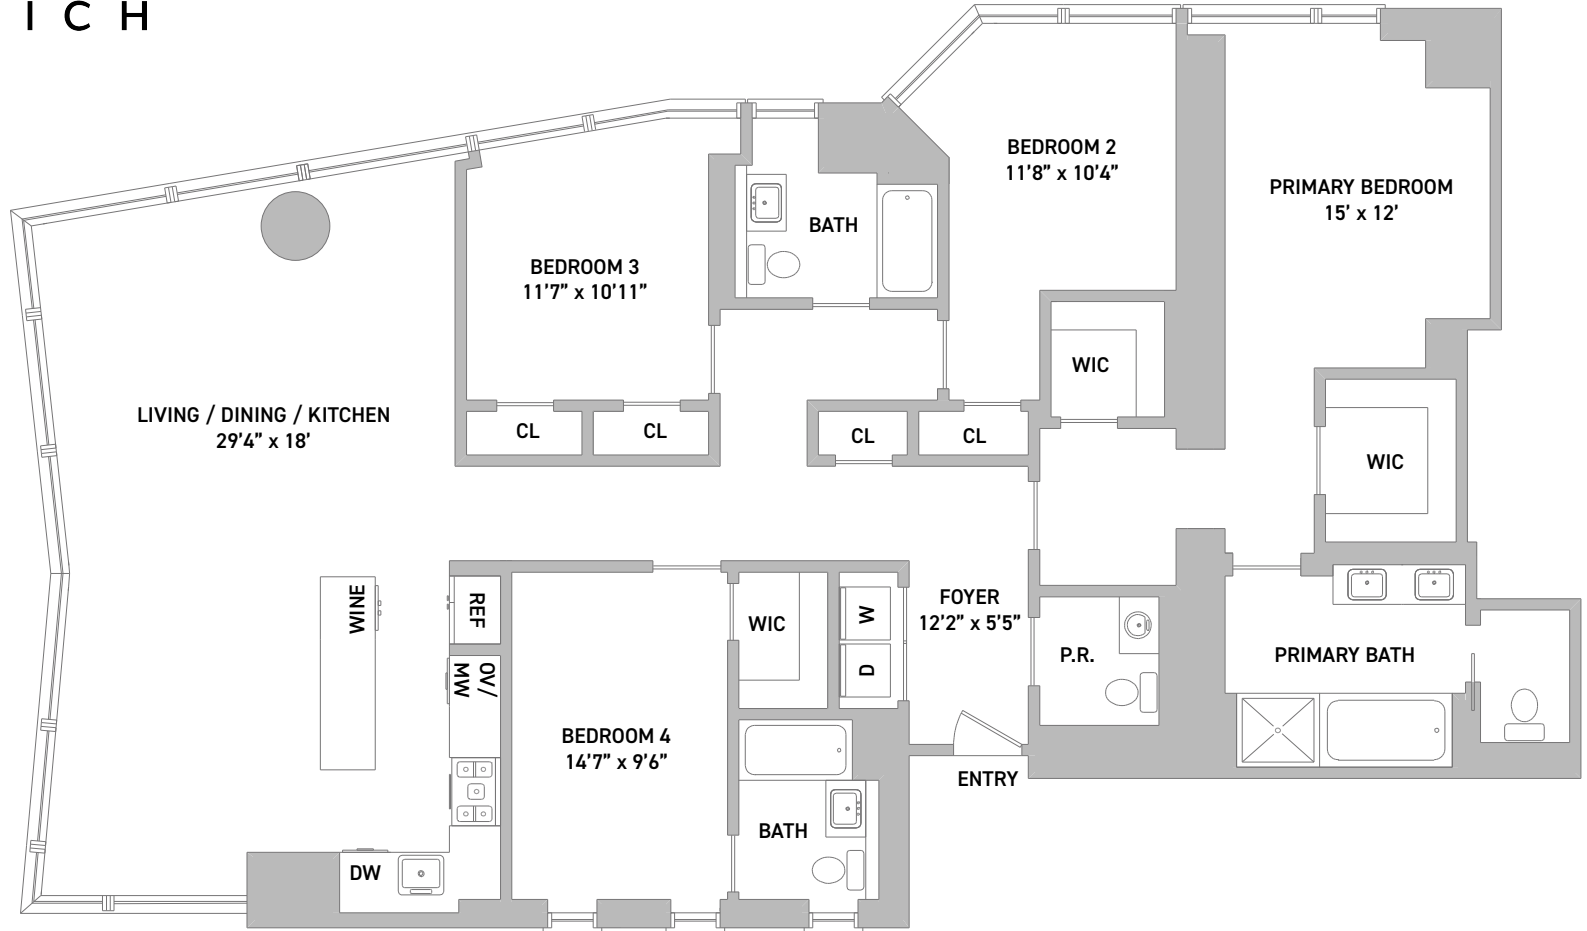 I C H
BEDROOM 2
11’8” x 10’4”
PRIMARY BEDROOM
15’ x 12’
BATH
BEDROOM 3
11’7” x 10’11”
WIC
LIVING / DINING / KITCHEN
29’4” x 18’
CL
CL
CL
CL
WIC
WINE
REF
OV/
MW
WIC
W
D
FOYER
12’2” x 5’5”
P.R.
PRIMARY BATH
BEDROOM 4
14’7” x 9’6”
ENTRY
BATH
DW